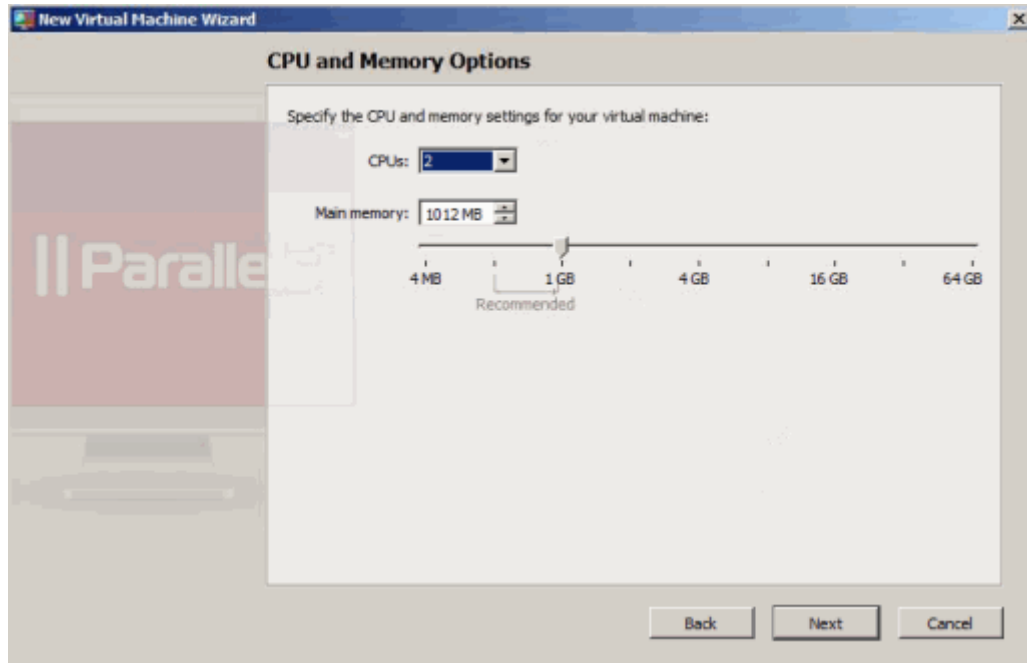 New Virtual Machine Wizard
CPU and Memory Options
Specify the CPU and memory settings for your virtual machine:
CPUs: 2
Main memory: 1012 MB
4 MB 1 GB 4 GB 16 GB 64 GB
Recommended
|| Paralle
Back Next Cancel